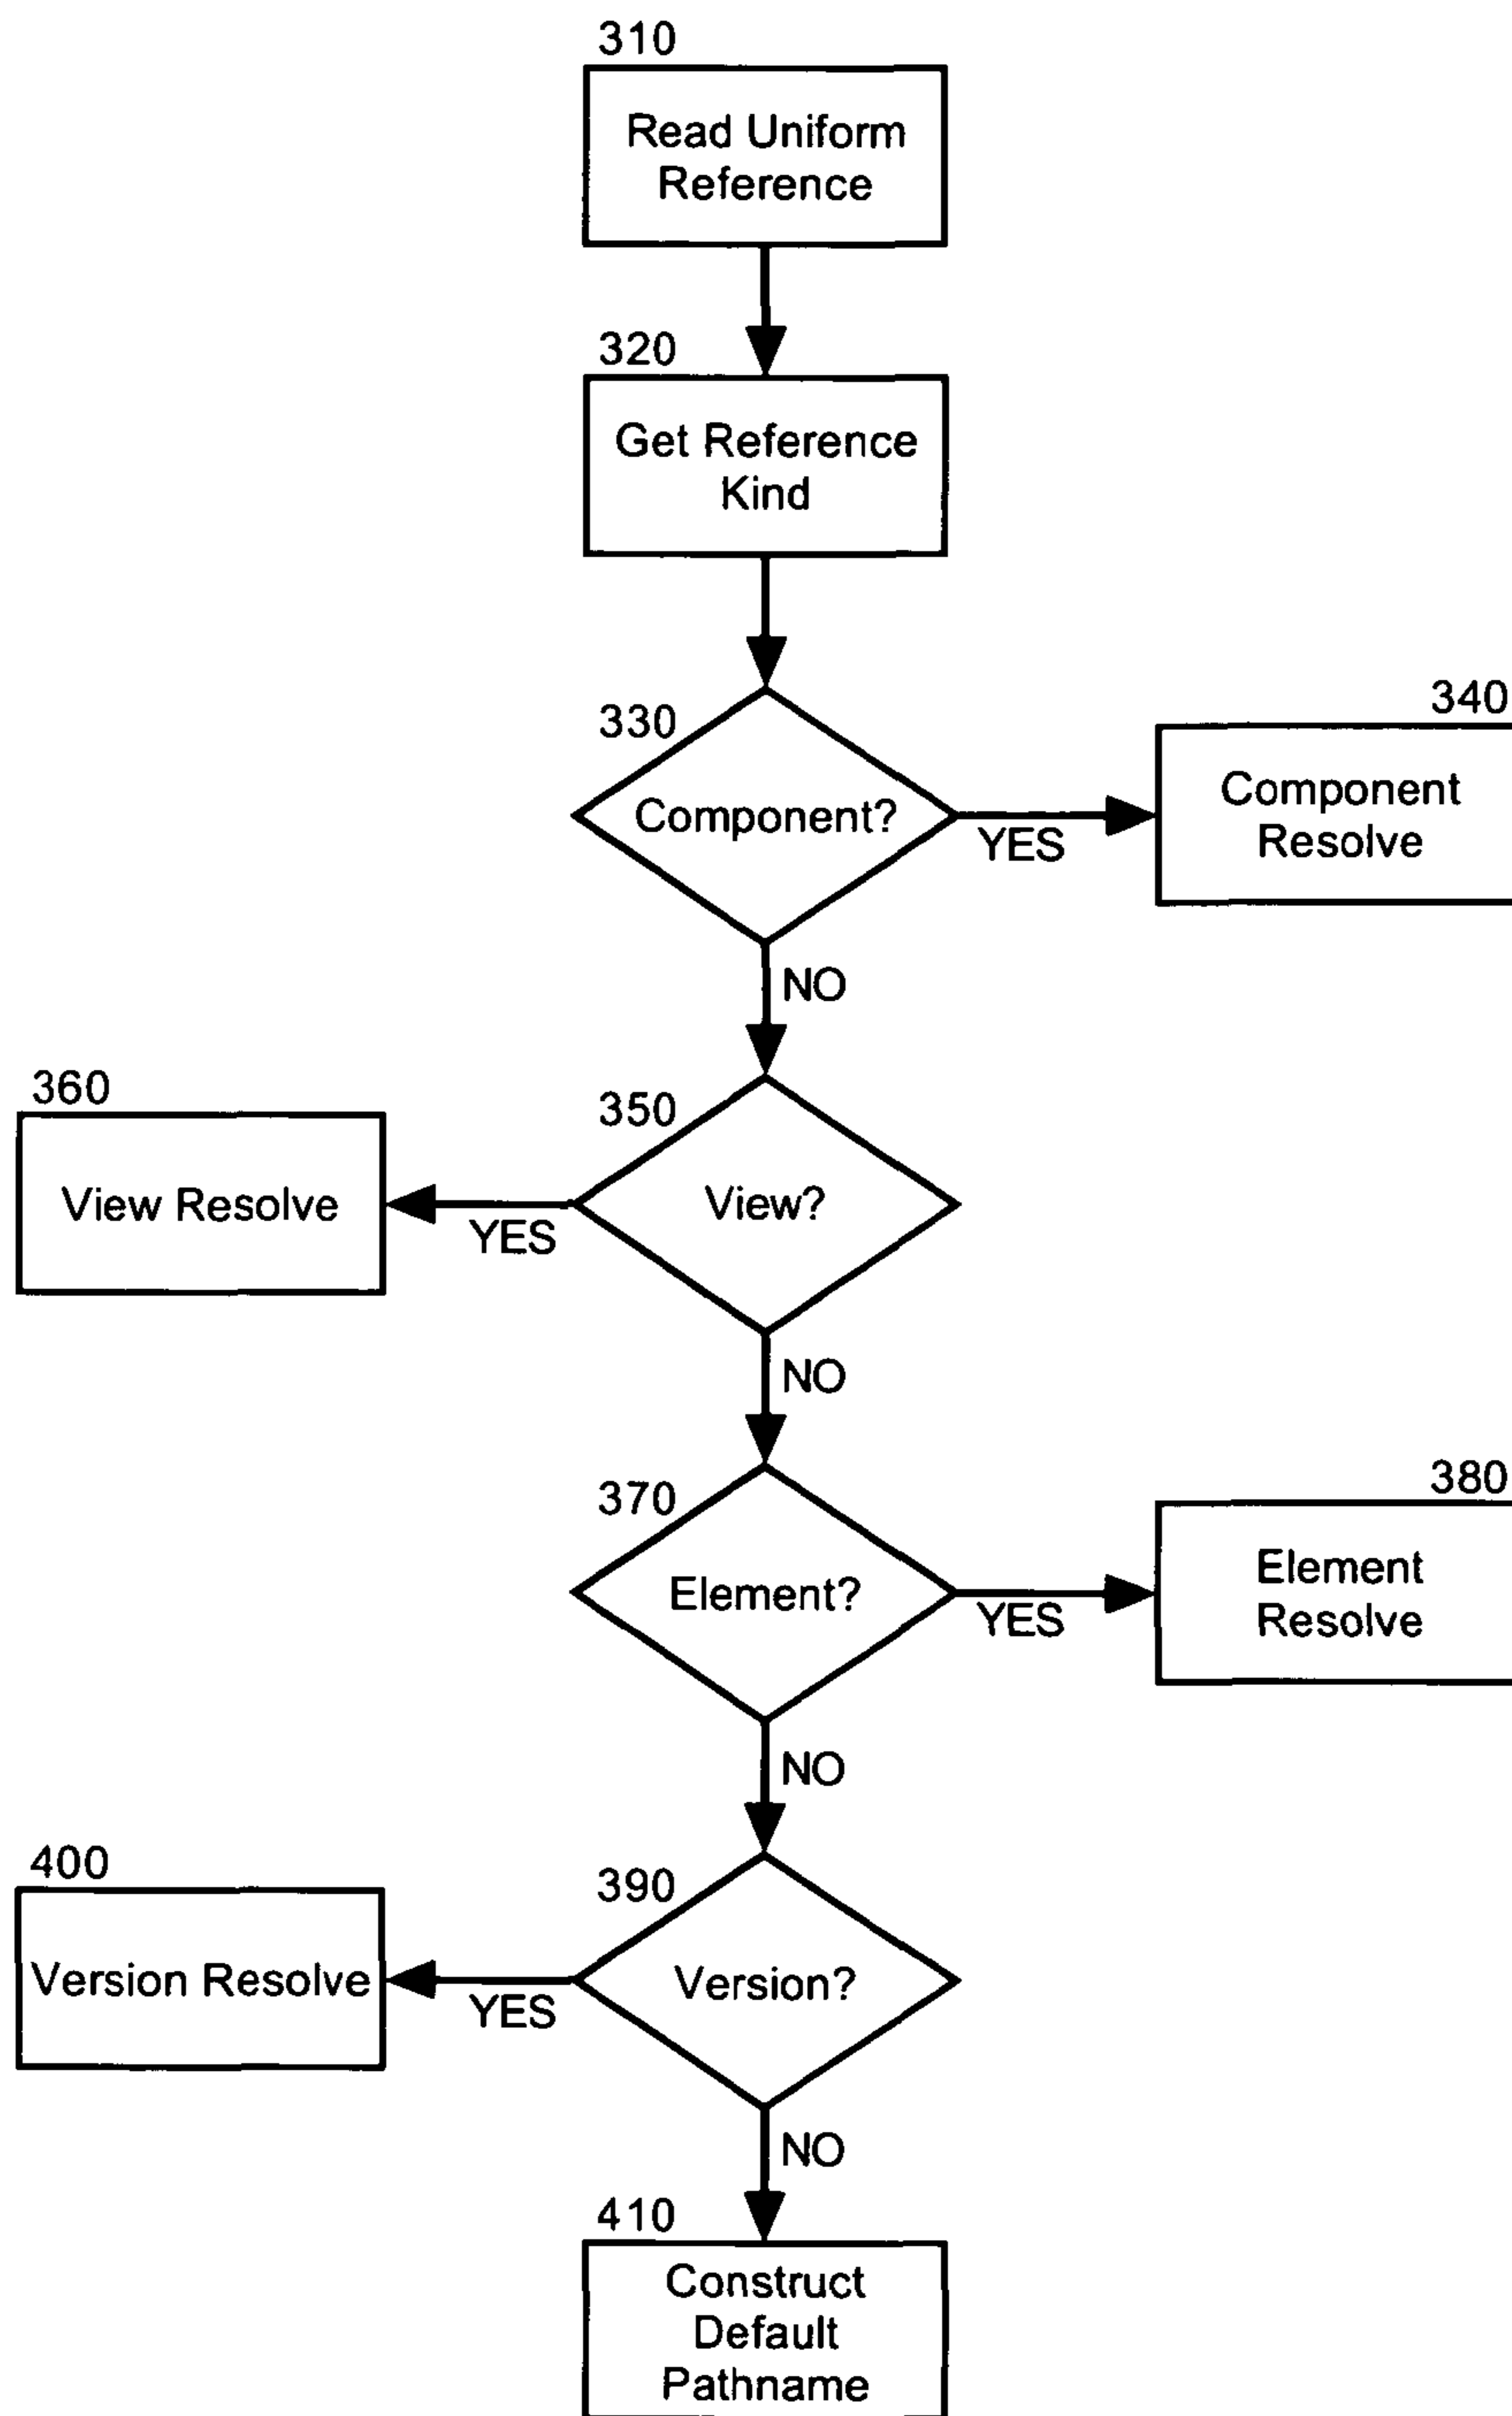 310
Read Uniform
Reference
320
Get Reference
Kind
330
Component?
YES
340
Component
Resolve
NO
350
View?
YES
360
View Resolve
NO
370
Element?
YES
380
Element
Resolve
NO
390
Version?
YES
400
Version Resolve
NO
410
Construct
Default
Pathname